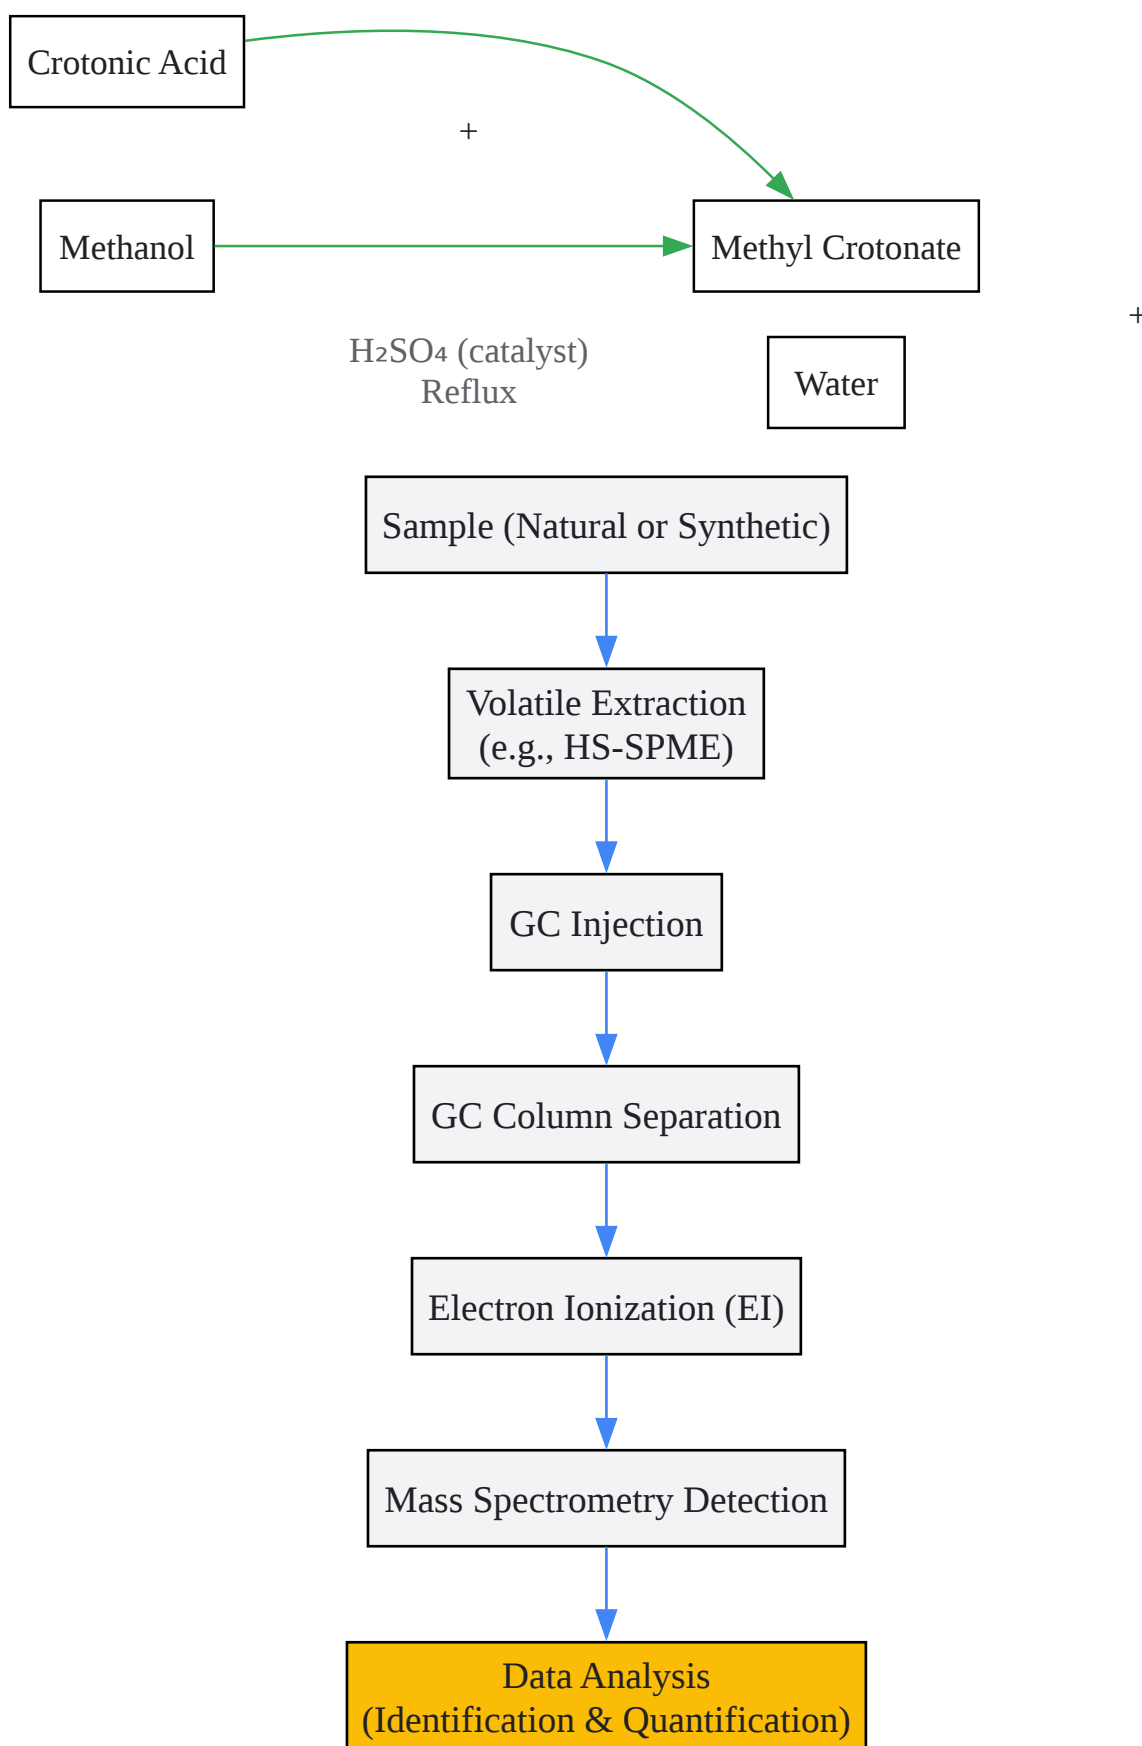 Crotonic Acid
+
Methanol
Methyl Crotonate
+
H₂SO₄ (catalyst)
Reflux
Water
Sample (Natural or Synthetic)
Volatile Extraction
(e.g., HS-SPME)
GC Injection
GC Column Separation
Electron Ionization (EI)
Mass Spectrometry Detection
Data Analysis
(Identification & Quantification)